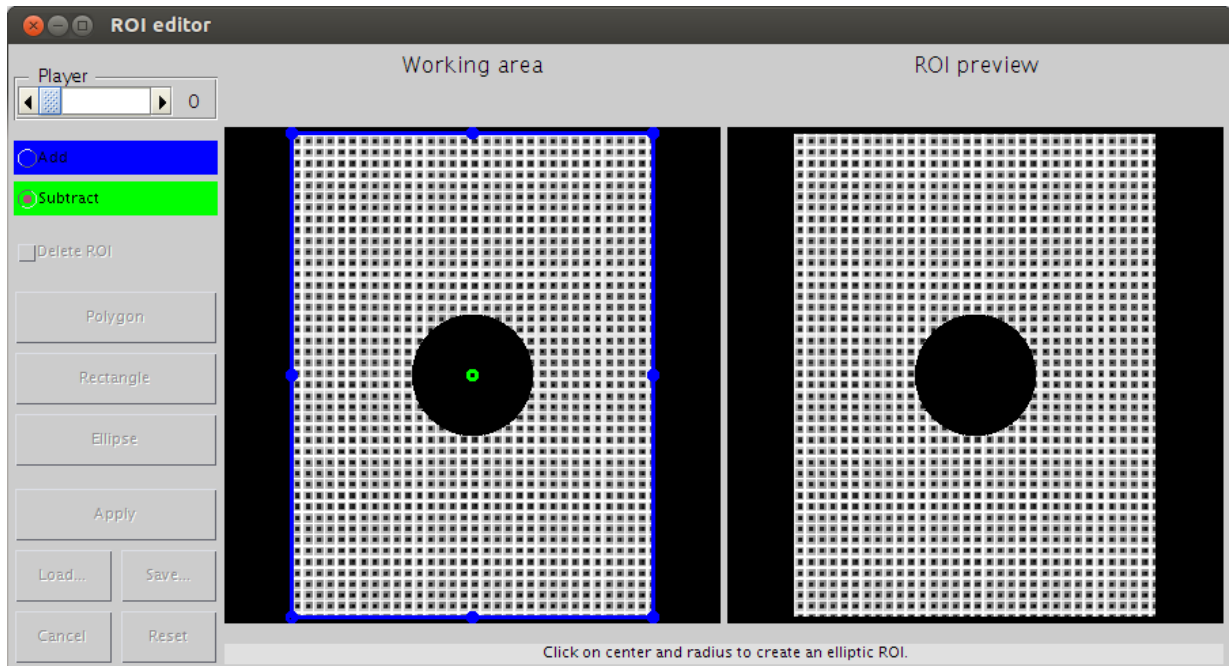 ROI editor
Working area
ROI preview
Player
0
Add
Subtract
Delete ROI
Polygon
Rectangle
Ellipse
Apply
Load...
Save...
Cancel
Reset
Click on center and radius to create an elliptic ROI.